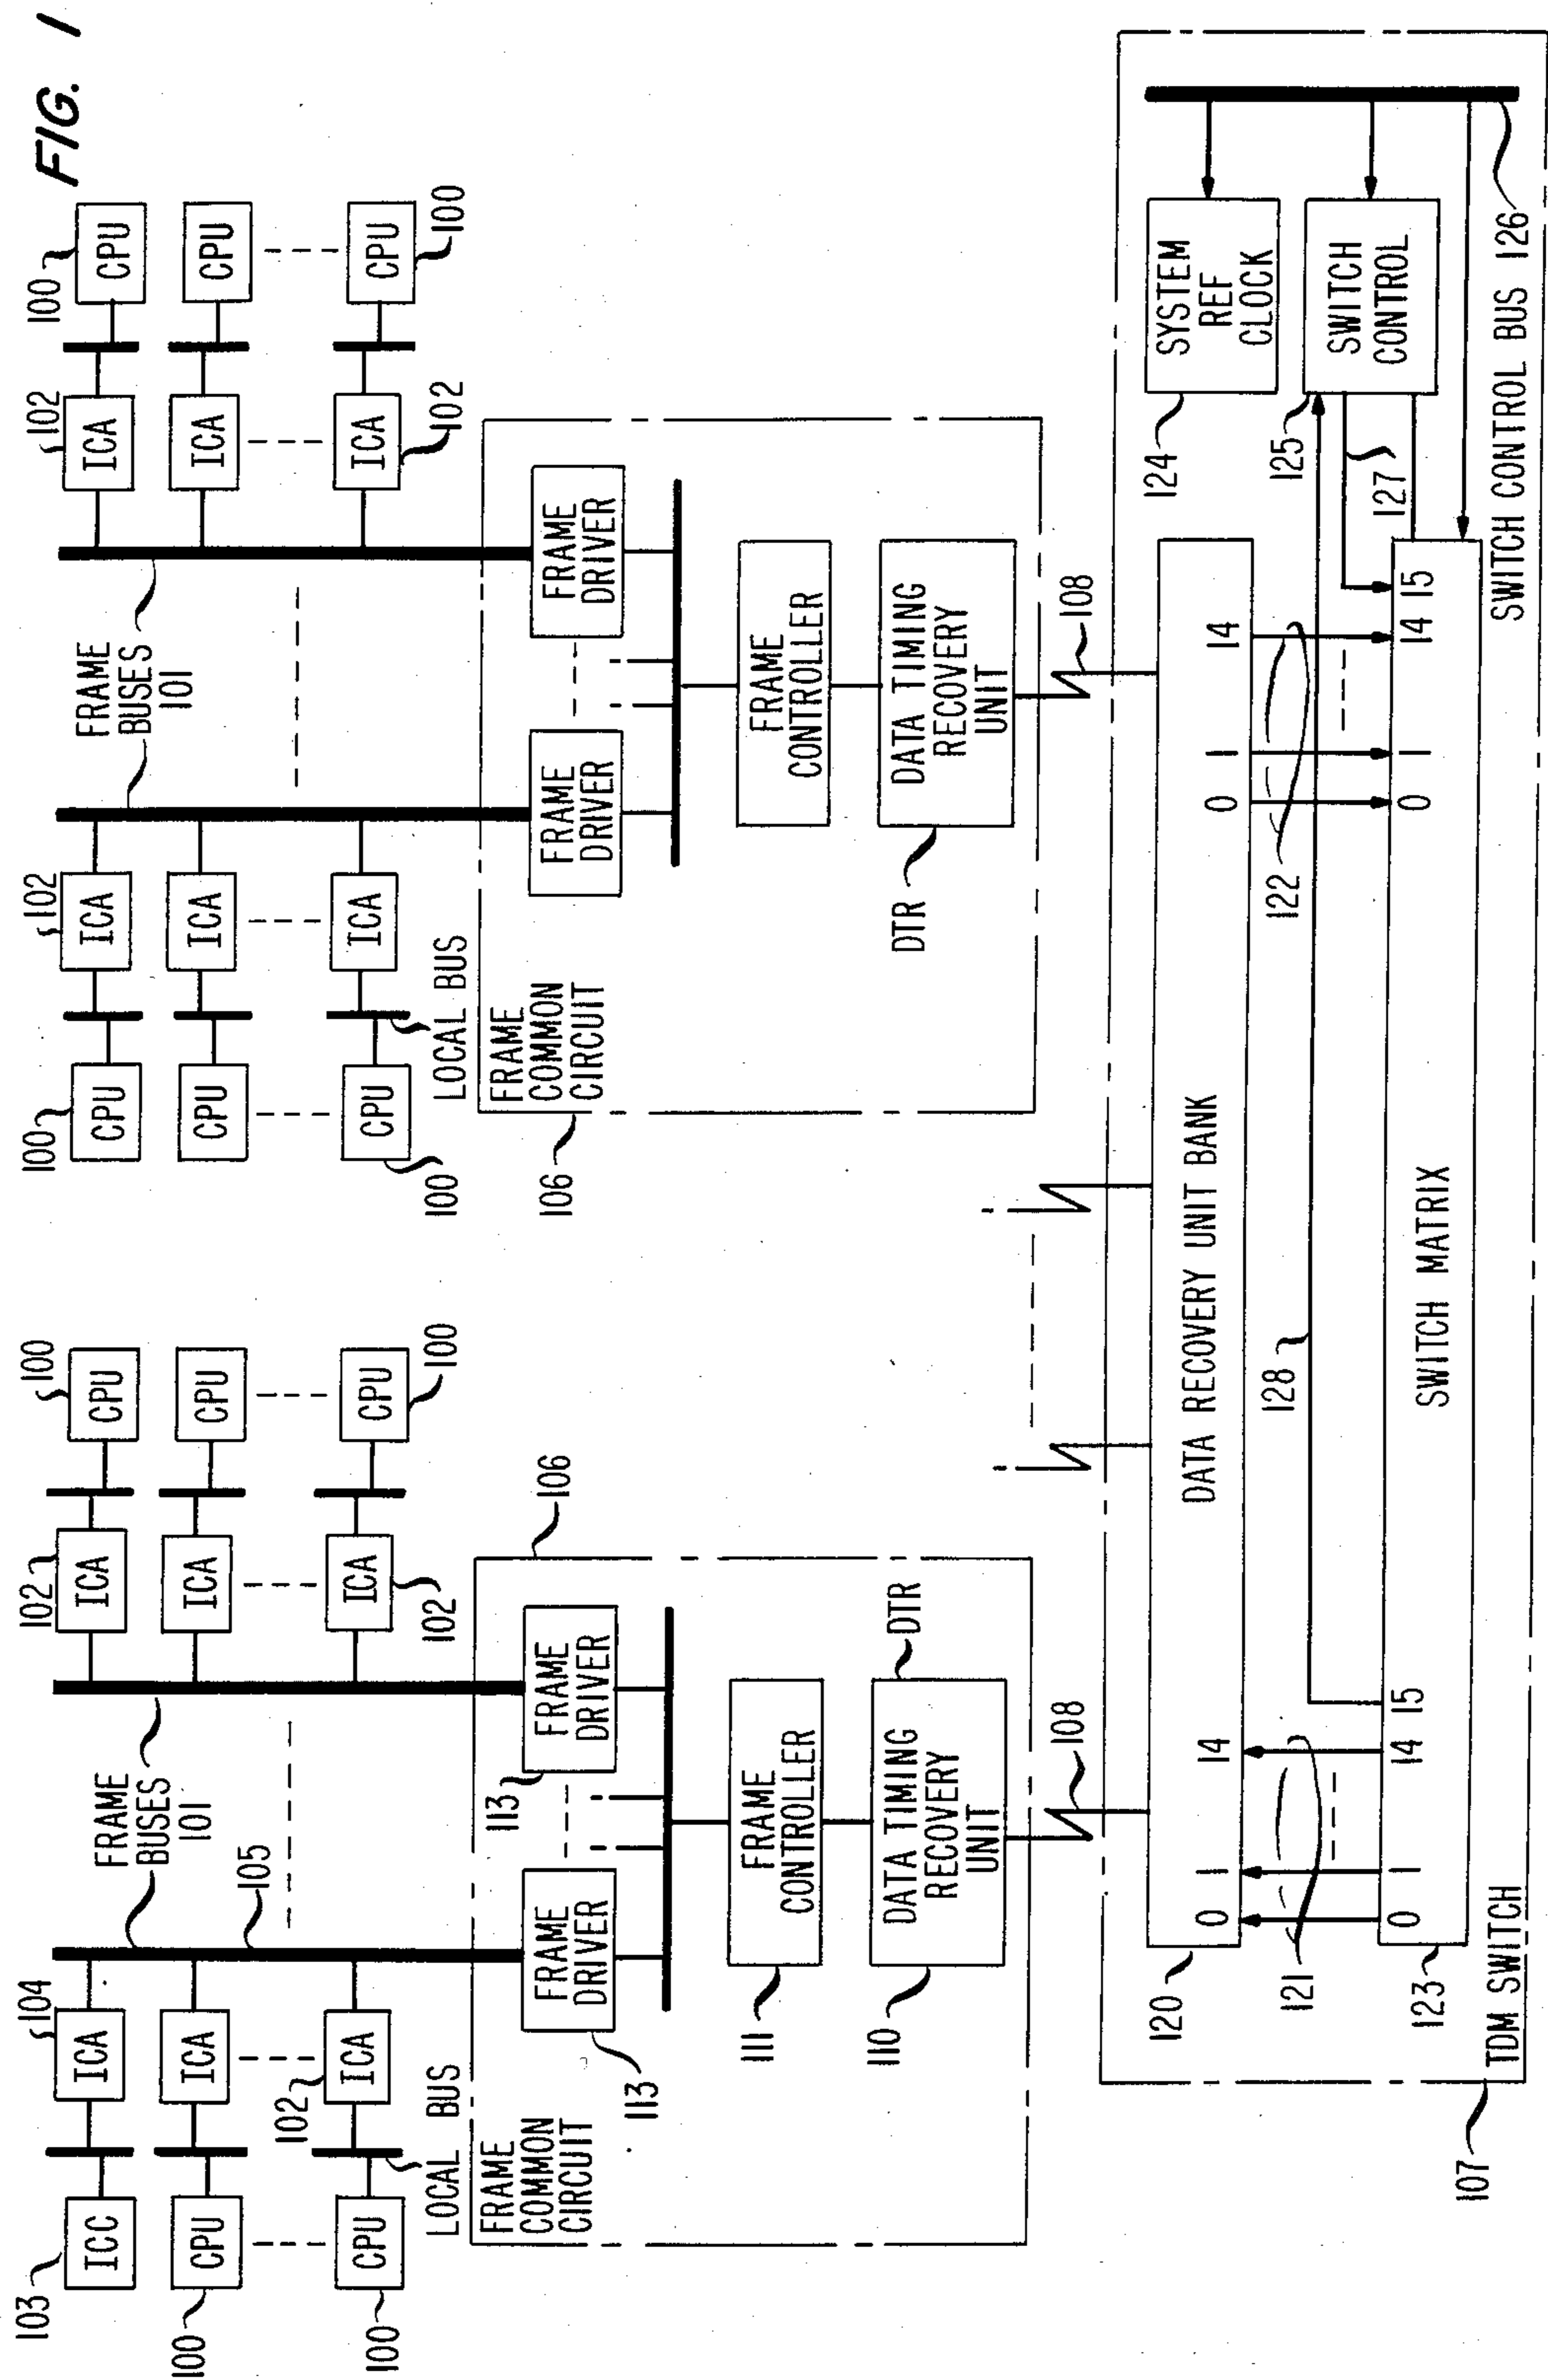 FIG. 1
103
ICC
104
ICA
FRAME
BUSES
101
105
102
ICA
100
CPU
100
CPU
ICA
ICA
CPU
100
CPU
102
ICA
ICA
102
CPU
100
LOCAL BUS
FRAME
COMMON
CIRCUIT
106
113
FRAME
DRIVER
113
FRAME
DRIVER
111
FRAME
CONTROLLER
110
DATA TIMING
RECOVERY
UNIT
DTR
108
100
CPU
102
ICA
FRAME
BUSES
101
102
ICA
100
CPU
CPU
ICA
ICA
CPU
100
CPU
ICA
ICA
102
CPU
100
LOCAL BUS
FRAME
COMMON
CIRCUIT
106
FRAME
DRIVER
FRAME
DRIVER
FRAME
CONTROLLER
DATA TIMING
RECOVERY
UNIT
DTR
108
120
0
1
14
DATA RECOVERY UNIT BANK
0
1
14
124
SYSTEM
REF
CLOCK
121
128
122
125
SWITCH
CONTROL
127
123
0
1
14
15
SWITCH MATRIX
0
1
14
15
107
TDM SWITCH
SWITCH CONTROL BUS 126